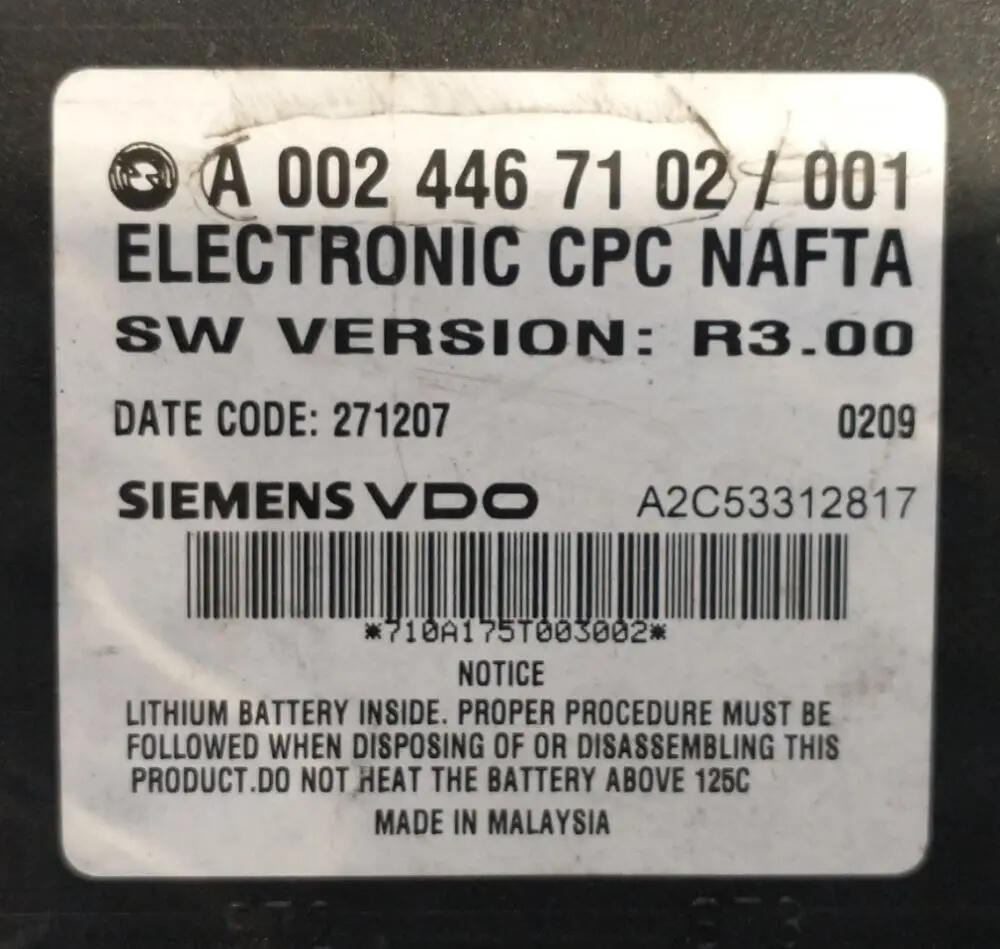 A 002 446 71 02 / 001
ELECTRONIC CPC NAFTA
SW VERSION: R3.00
DATE CODE: 271207 0209
SIEMENS VDO A2C53312817
*710A175T003002*
NOTICE
LITHIUM BATTERY INSIDE. PROPER PROCEDURE MUST BE
FOLLOWED WHEN DISPOSING OF OR DISASSEMBLING THIS
PRODUCT.DO NOT HEAT THE BATTERY ABOVE 125C
MADE IN MALAYSIA